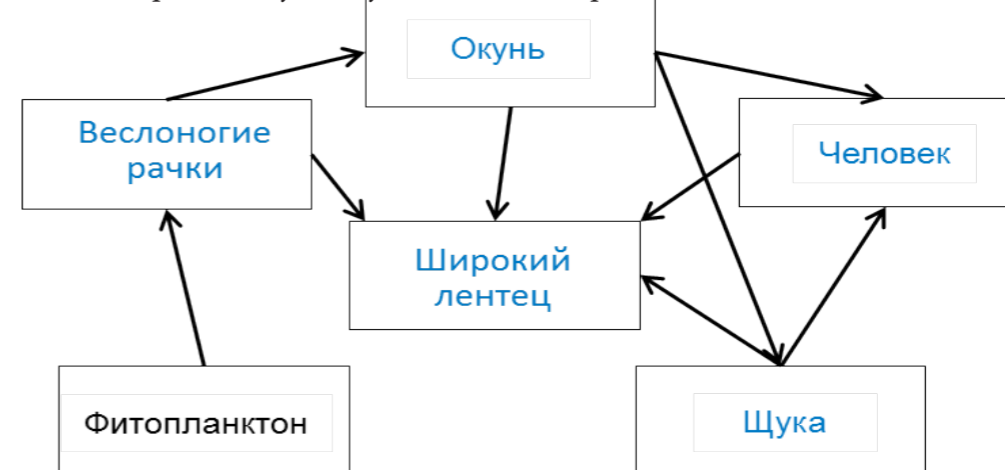 Окунь
Веслоногие
рачки
Человек
Широкий
лентец
Фитопланктон
Щука